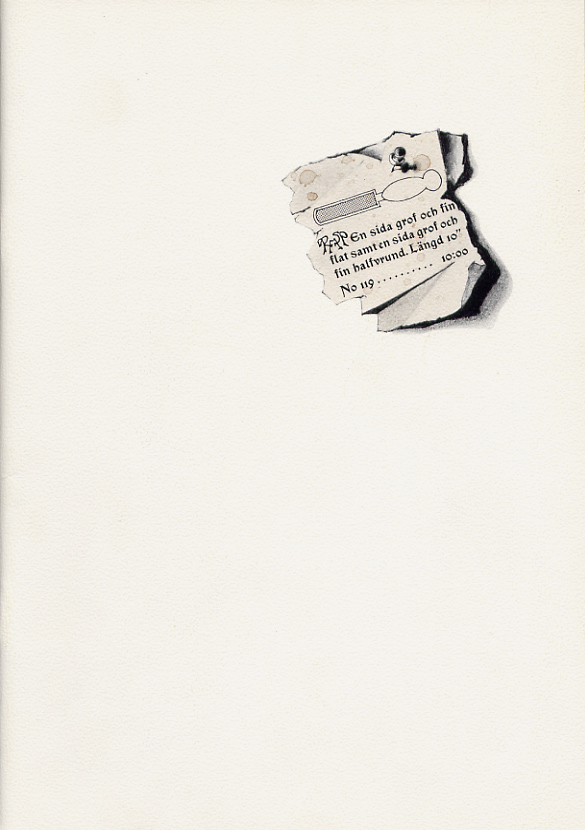 En sida grof och fin
flat samt en sida grof och
fin halfvrund. Längd 10"
No 119 .......... 10:00